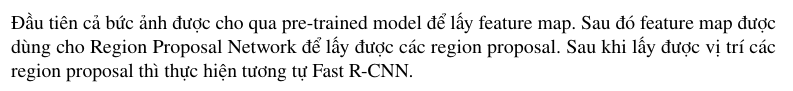 Đầu tiên cả bức ảnh được cho qua pre-trained model để lấy feature map. Sau đó feature map được
dùng cho Region Proposal Network để lấy được các region proposal. Sau khi lấy được vị trí các
region proposal thì thực hiện tương tự Fast R-CNN.